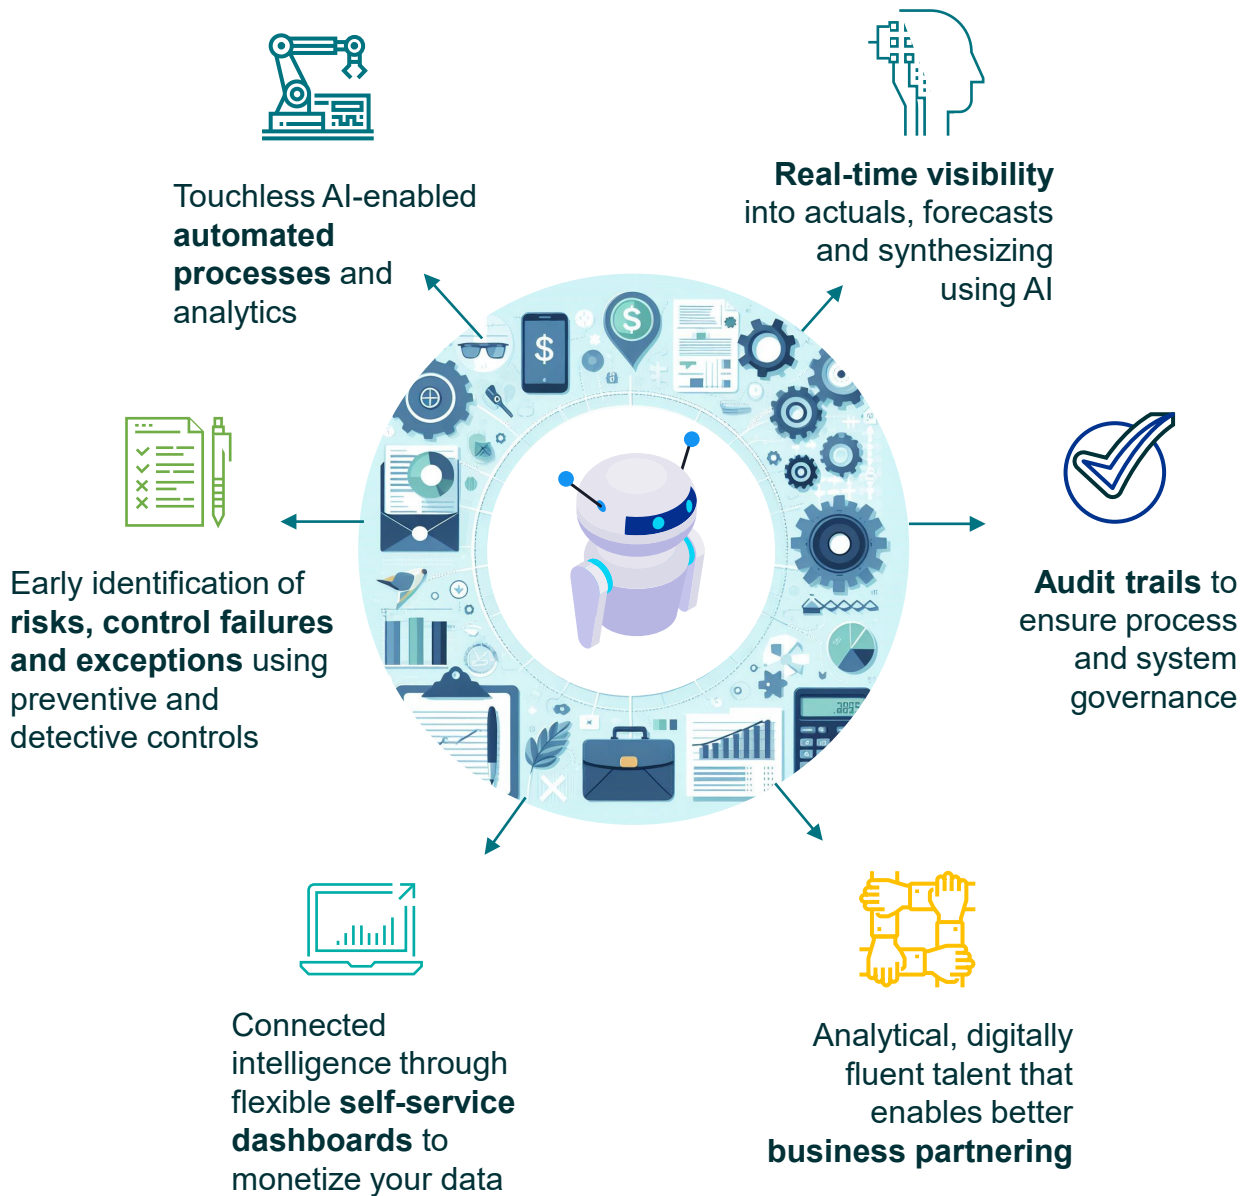 Touchless AI-enabled
automated
processes and
analytics
Real-time visibility
into actuals, forecasts
and synthesizing
using AI
$
$
Early identification of
risks, control failures
and exceptions using
preventive and
detective controls
Audit trails to
ensure process
and system
governance
Connected
intelligence through
flexible self-service
dashboards to
monetize your data
Analytical, digitally
fluent talent that
enables better
business partnering